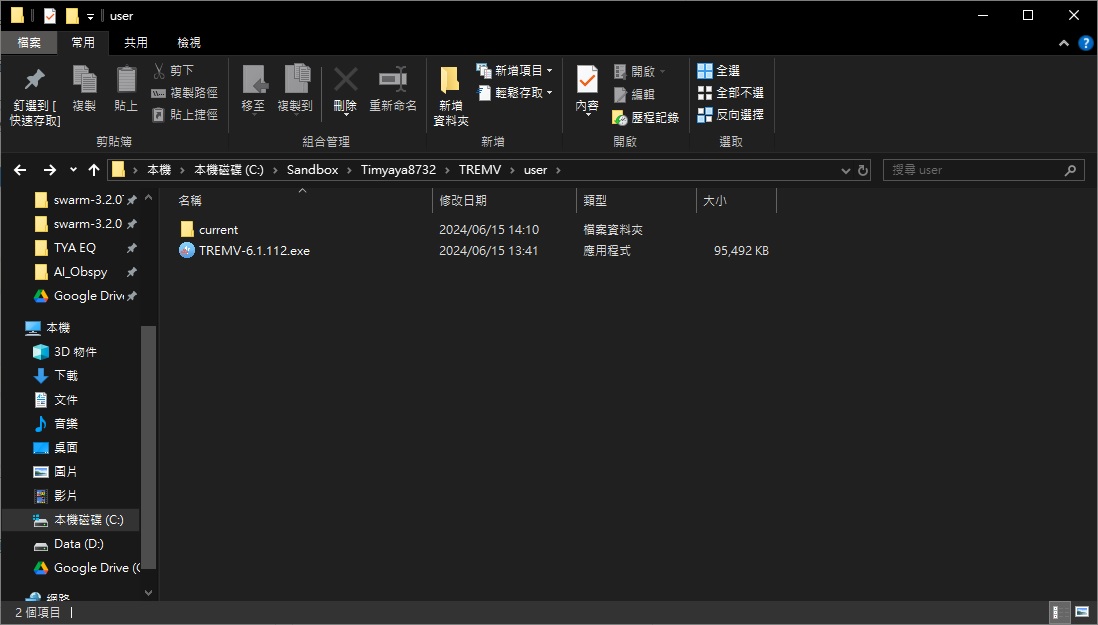 user
檔案 常用 共用 檢視
釘選到 [
快速存取]
複製
貼上
剪下
複製路徑
貼上捷徑
剪貼簿
移至
複製到
刪除
重新命名
組合管理
新增
資料夾
新增項目
輕鬆存取
新增
內容
開啟
編輯
歷程記錄
開啟
全選
全部不選
反向選擇
選取
本機 › 本機磁碟 (C:) › Sandbox › Timyaya8732 › TREMV › user ›
搜尋 user
swarm-3.2.0
swarm-3.2.0
TYA EQ
AI_Obspy
Google Driv
本機
3D 物件
下載
文件
音樂
桌面
圖片
影片
本機磁碟 (C:)
Data (D:)
Google Drive (
網路
名稱 修改日期 類型 大小
current 2024/06/15 14:10 檔案資料夾
TREMV-6.1.112.exe 2024/06/15 13:41 應用程式 95,492 KB
2 個項目